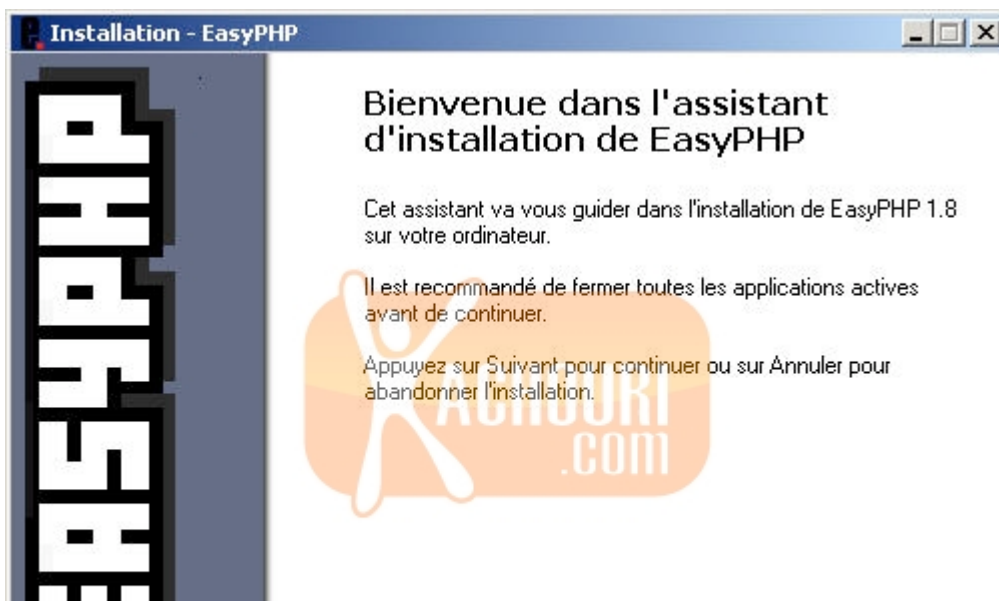 Installation - EasyPHP
EASYPHP
Bienvenue dans l'assistant
d'installation de EasyPHP
Cet assistant va vous guider dans l'installation de EasyPHP 1.8
sur votre ordinateur.
Il est recommandé de fermer toutes les applications actives
avant de continuer.
Appuyez sur Suivant pour continuer ou sur Annuler pour
abandonner l'installation.
KACHOURI
.com